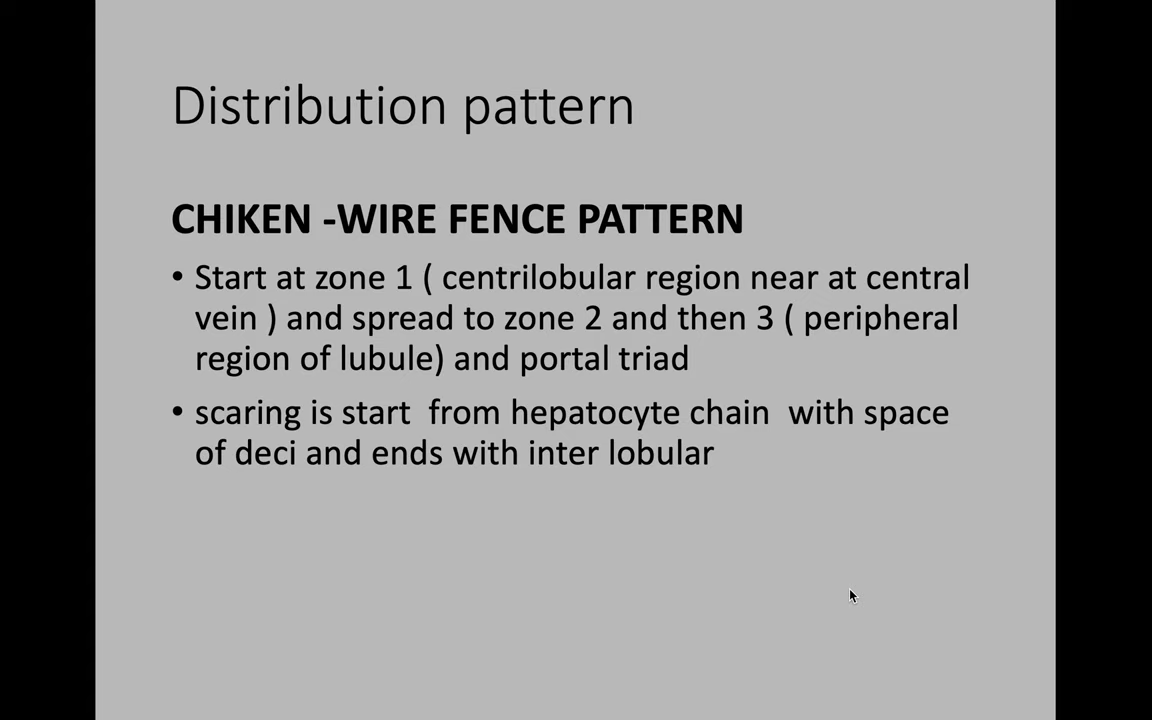 Distribution pattern
CHIKEN -WIRE FENCE PATTERN
• Start at zone 1 ( centrilobular region near at central
vein ) and spread to zone 2 and then 3 ( peripheral
region of lubule) and portal triad
• scaring is start  from hepatocyte chain  with space
of deci and ends with inter lobular